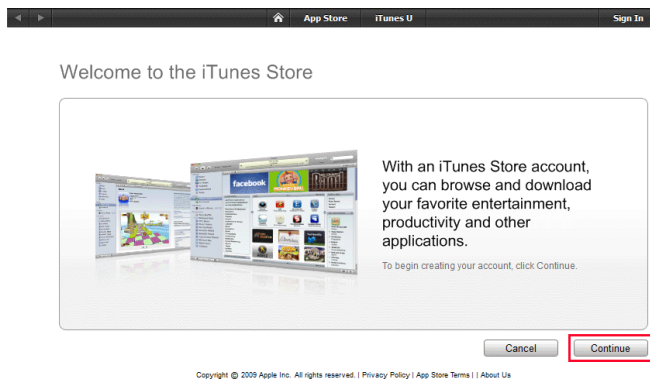 App Store iTunes U Sign In
Welcome to the iTunes Store
facebook
With an iTunes Store account,
you can browse and download
your favorite entertainment,
productivity and other
applications.
To begin creating your account, click Continue.
Cancel Continue
Copyright © 2009 Apple Inc. All rights reserved. | Privacy Policy | App Store Terms | | About Us